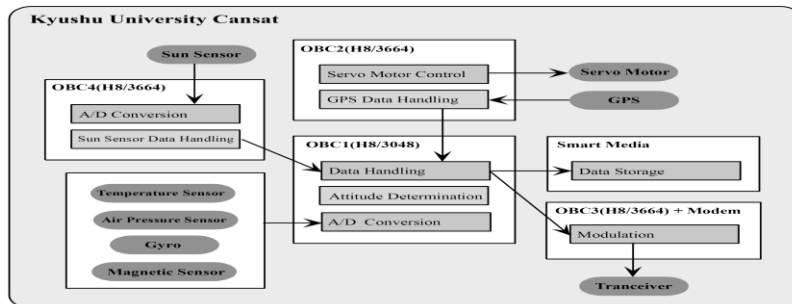 Kyushu University Cansat
Sun Sensor
OBC4(H8/3664)
A/D Conversion
Sun Sensor Data Handling
Temperature Sensor
Air Pressure Sensor
Gyro
Magnetic Sensor
OBC2(H8/3664)
Servo Motor Control
GPS Data Handling
Servo Motor
GPS
OBC1(H8/3048)
Data Handling
Attitude Determination
A/D Conversion
Smart Media
Data Storage
OBC3(H8/3664) + Modem
Modulation
Tranceiver